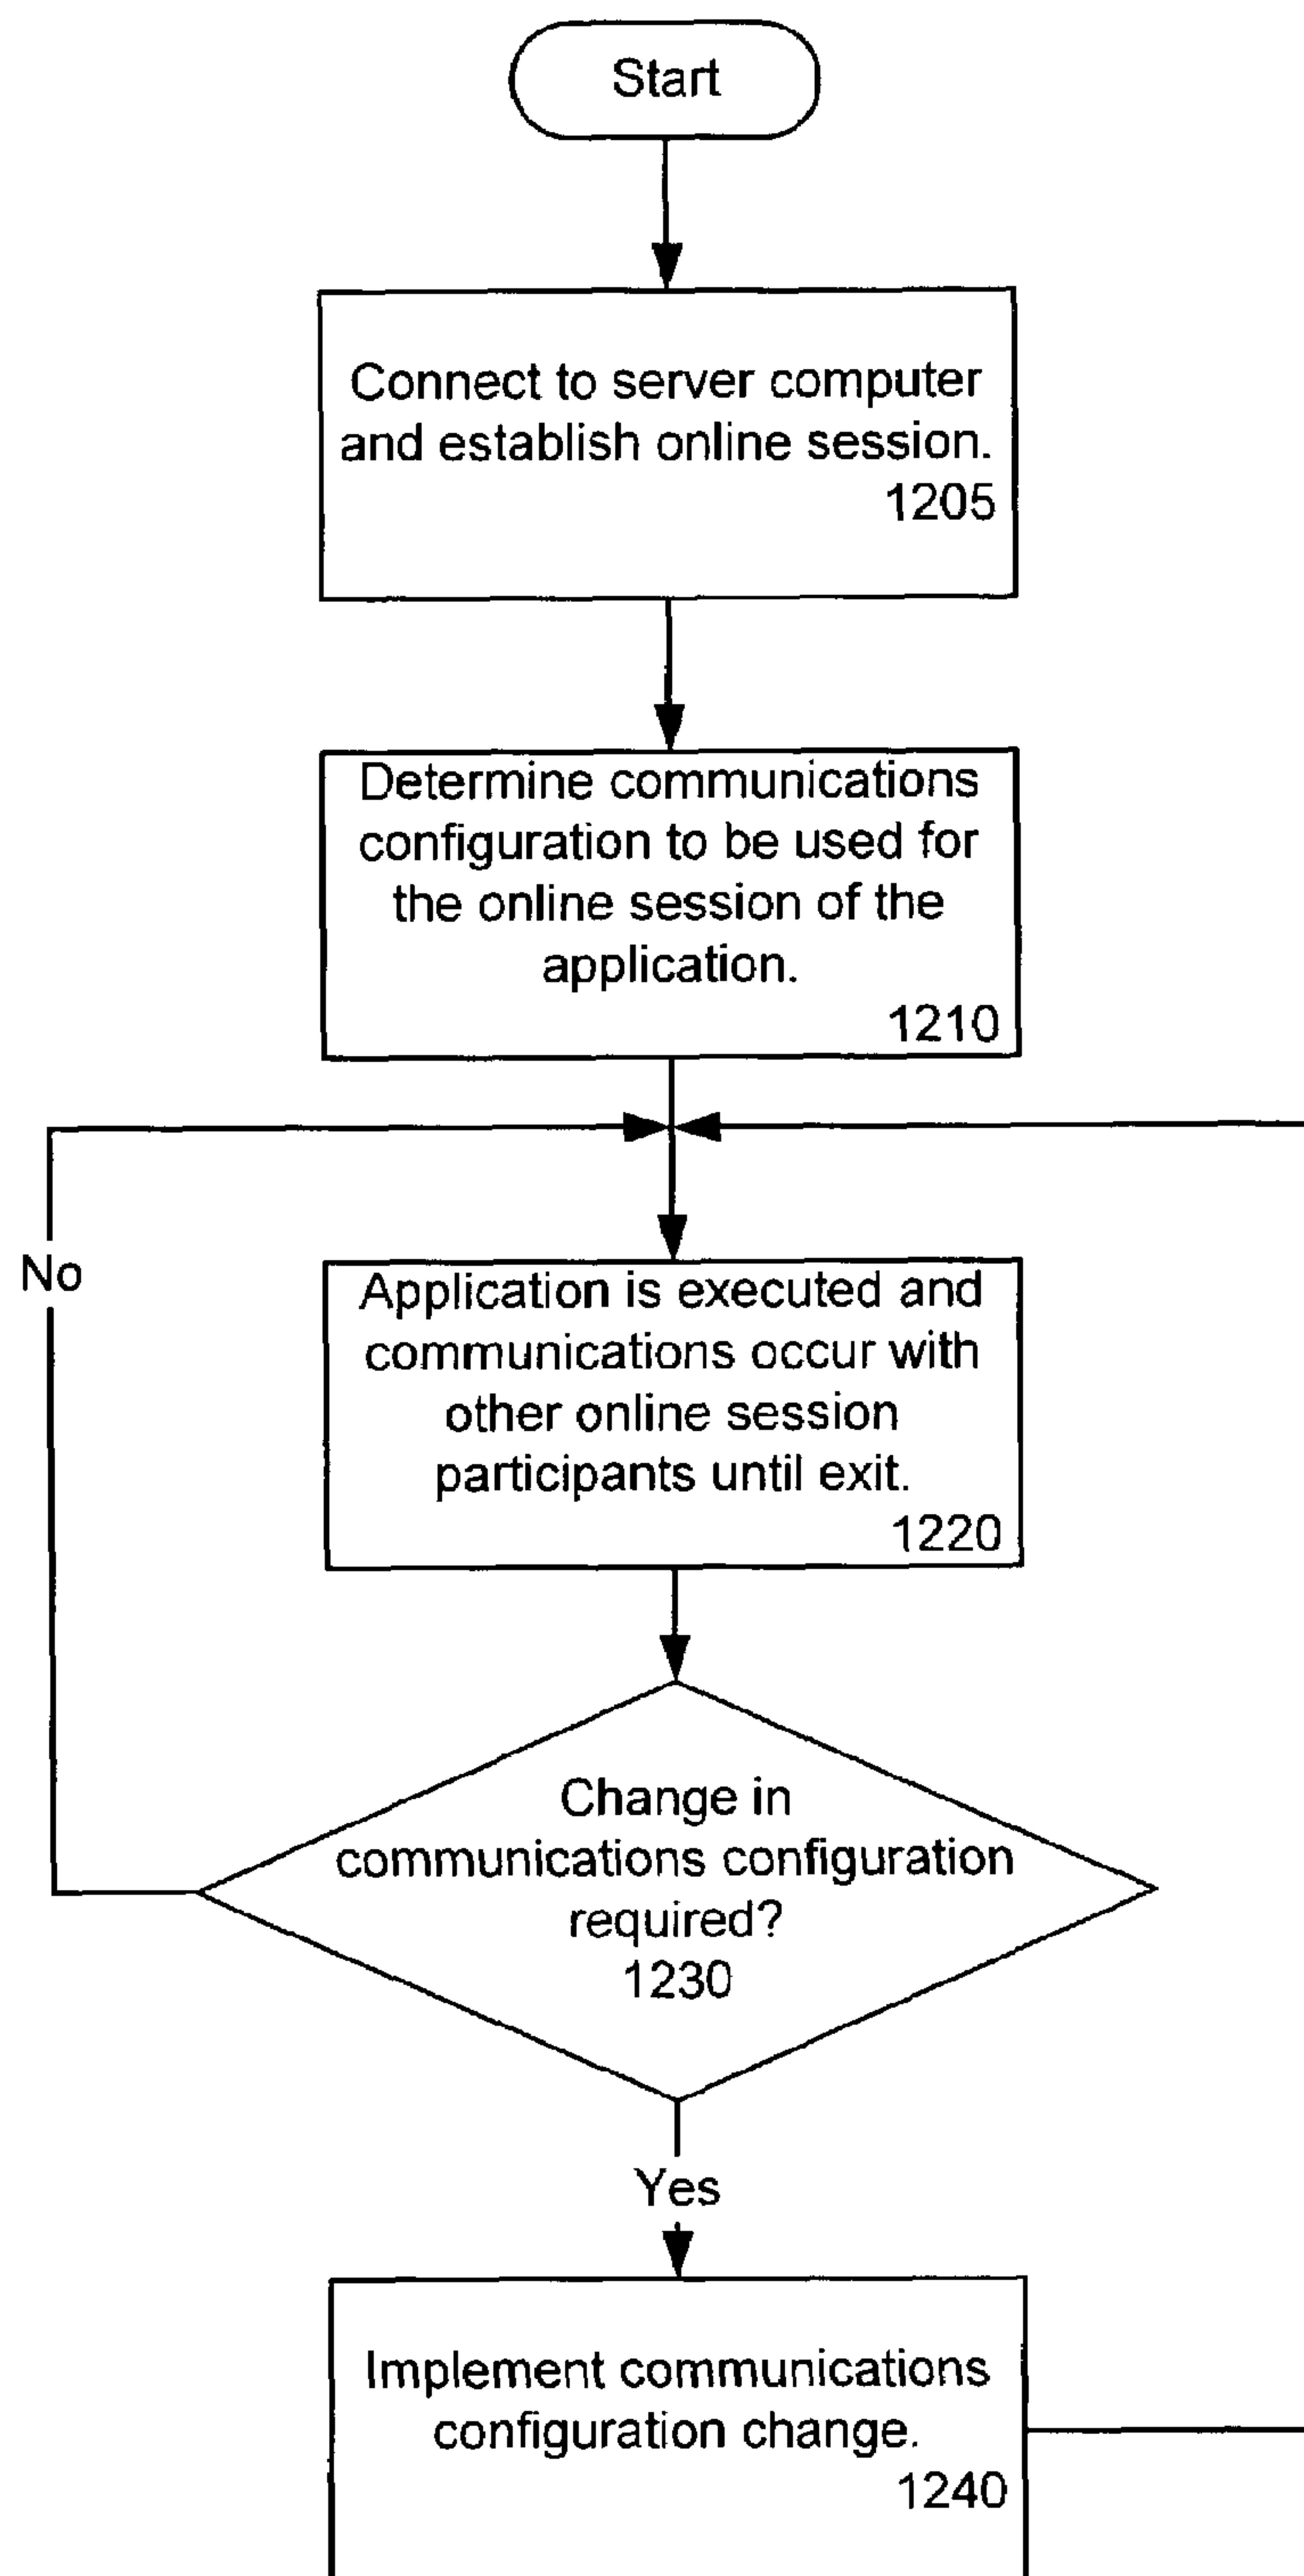 Start
Connect to server computer
and establish online session.
1205
Determine communications
configuration to be used for
the online session of the
application.
1210
No
Application is executed and
communications occur with
other online session
participants until exit.
1220
Change in
communications configuration
required?
1230
Yes
Implement communications
configuration change.
1240